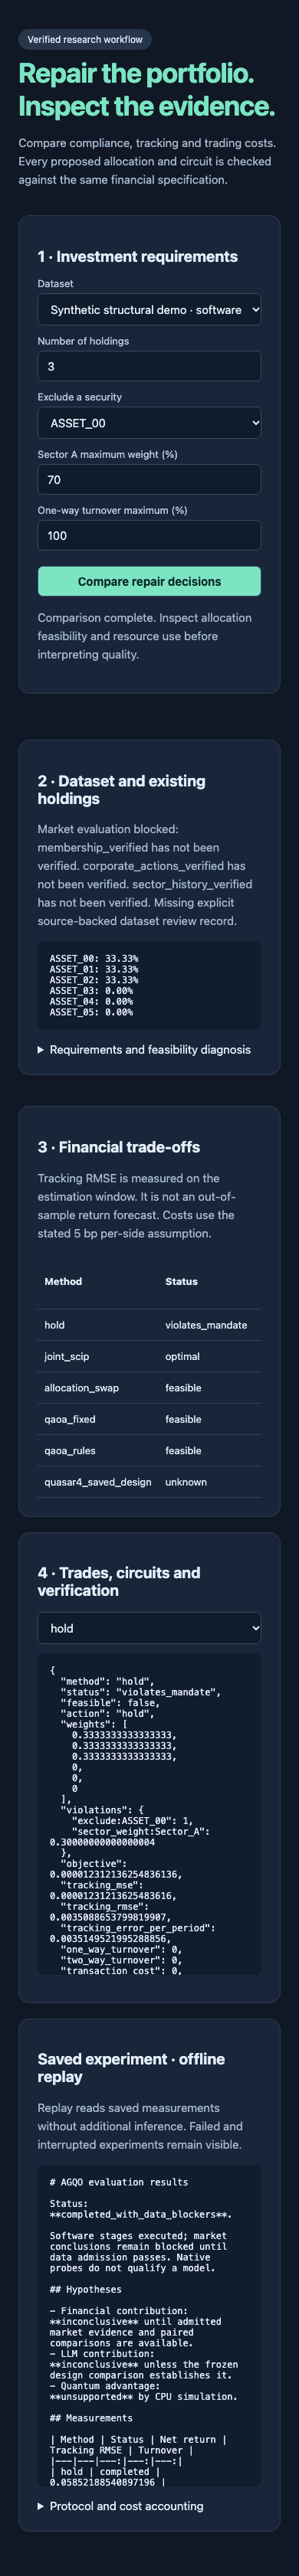 Verified research workflow
Repair the portfolio.
Inspect the evidence.
Compare compliance, tracking and trading costs.
Every proposed allocation and circuit is checked
against the same financial specification.
1 · Investment requirements
Dataset
Synthetic structural demo · software
Number of holdings
3
Exclude a security
ASSET_00
Sector A maximum weight (%)
70
One-way turnover maximum (%)
100
Compare repair decisions
Comparison complete. Inspect allocation
feasibility and resource use before
interpreting quality.
2 · Dataset and existing
holdings
Market evaluation blocked:
membership_verified has not been
verified. corporate_actions_verified has
not been verified. sector_history_verified
has not been verified. Missing explicit
source-backed dataset review record.
ASSET_00: 33.33%
ASSET_01: 33.33%
ASSET_02: 33.33%
ASSET_03: 0.00%
ASSET_04: 0.00%
ASSET_05: 0.00%
Requirements and feasibility diagnosis
3 · Financial trade-offs
Tracking RMSE is measured on the
estimation window. It is not an out-of-
sample return forecast. Costs use the
stated 5 bp per-side assumption.
Method Status
hold violates_mandate
joint_scip optimal
allocation_swap feasible
qaoa_fixed feasible
qaoa_rules feasible
quasar4_saved_design unknown
4 · Trades, circuits and
verification
hold
{
"method": "hold",
"status": "violates_mandate",
"feasible": false,
"action": "hold",
"weights": [
0.3333333333333333,
0.3333333333333333,
0.3333333333333333,
0,
0,
0
],
"violations": {
"exclude:ASSET_00": 1,
"sector_weight:Sector_A":
0.30000000000000004
},
"objective":
0.000012312136254836136,
"tracking_mse":
0.00001231213625483616,
"tracking_rmse":
0.0035088653799819907,
"tracking_error_per_period":
0.0035149521995288856,
"one_way_turnover": 0,
"two_way_turnover": 0,
"transaction_cost": 0,
Saved experiment · offline
replay
Replay reads saved measurements
without additional inference. Failed and
interrupted experiments remain visible.
# AGQO evaluation results
Status:
**completed_with_data_blockers**.
Software stages executed; market
conclusions remain blocked until
data admission passes. Native
probes do not qualify a model.
## Hypotheses
- Financial contribution:
**inconclusive** until admitted
market evidence and paired
comparisons are available.
- LLM contribution:
**inconclusive** unless the frozen
design comparison establishes it.
- Quantum advantage:
**unsupported** by CPU simulation.
## Measurements
| Method | Status | Net return |
Tracking RMSE | Turnover |
|---|---|---:|---:|---:|
| hold | completed |
0.05852188540897196 |
Protocol and cost accounting